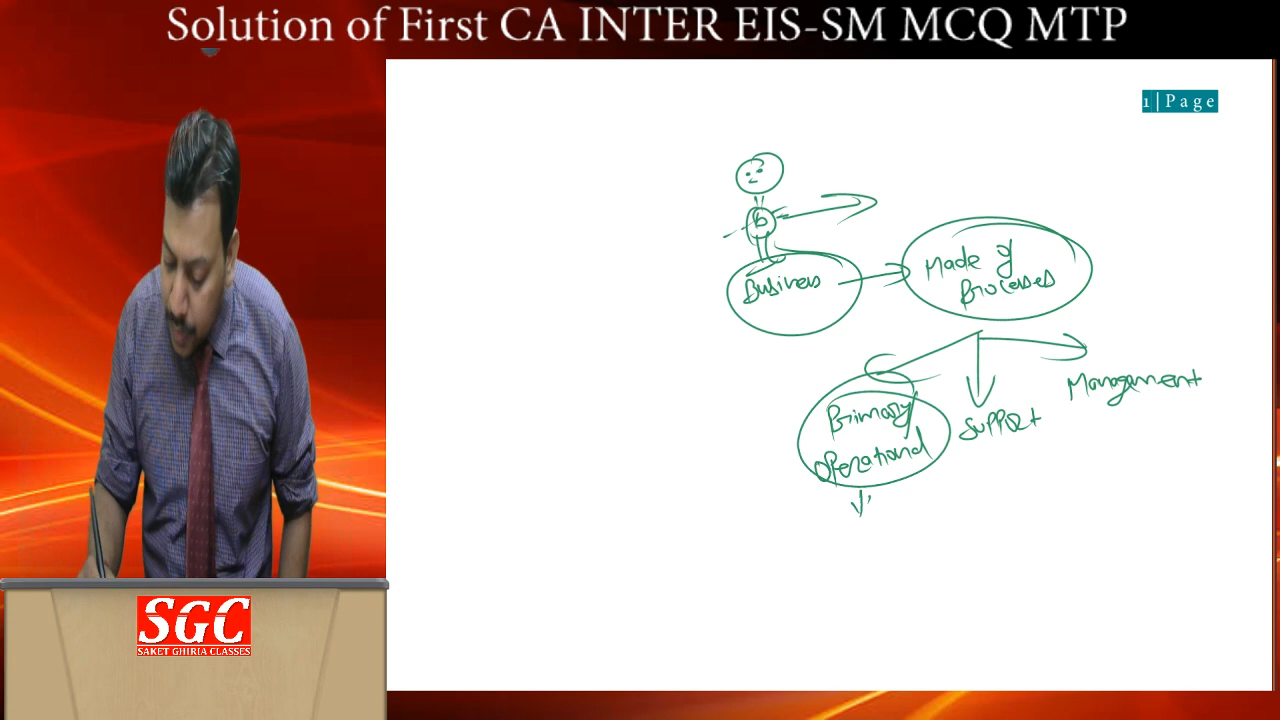 Solution of First CA INTER EIS-SM MCQ MTP
1 | Page
Business
Made of
Processes
Primary
Operational
Support
Management
SGC
SAKET GHIRIA CLASSES